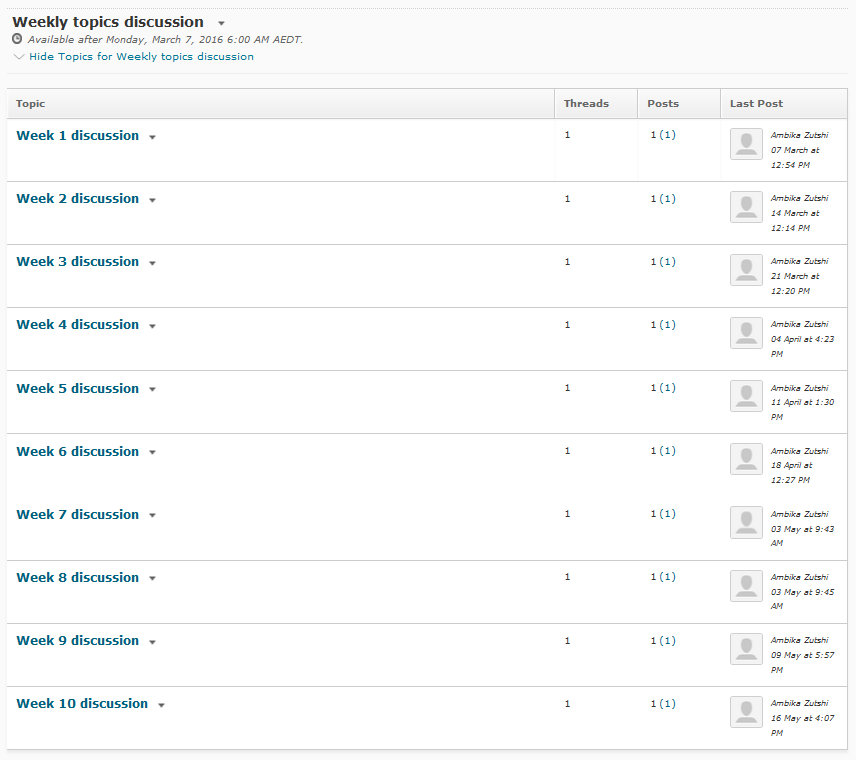 Weekly topics discussion
Available after Monday, March 7, 2016 6:00 AM AEDT.
Hide Topics for Weekly topics discussion
Topic Threads Posts Last Post
Week 1 discussion 1 1 (1) Ambika Zutshi
07 March at
12:54 PM
Week 2 discussion 1 1 (1) Ambika Zutshi
14 March at
12:14 PM
Week 3 discussion 1 1 (1) Ambika Zutshi
21 March at
12:20 PM
Week 4 discussion 1 1 (1) Ambika Zutshi
04 April at 4:23
PM
Week 5 discussion 1 1 (1) Ambika Zutshi
11 April at 1:30
PM
Week 6 discussion 1 1 (1) Ambika Zutshi
18 April at
12:27 PM
Week 7 discussion 1 1 (1) Ambika Zutshi
03 May at 9:43
AM
Week 8 discussion 1 1 (1) Ambika Zutshi
03 May at 9:45
AM
Week 9 discussion 1 1 (1) Ambika Zutshi
09 May at 5:57
PM
Week 10 discussion 1 1 (1) Ambika Zutshi
16 May at 4:07
PM